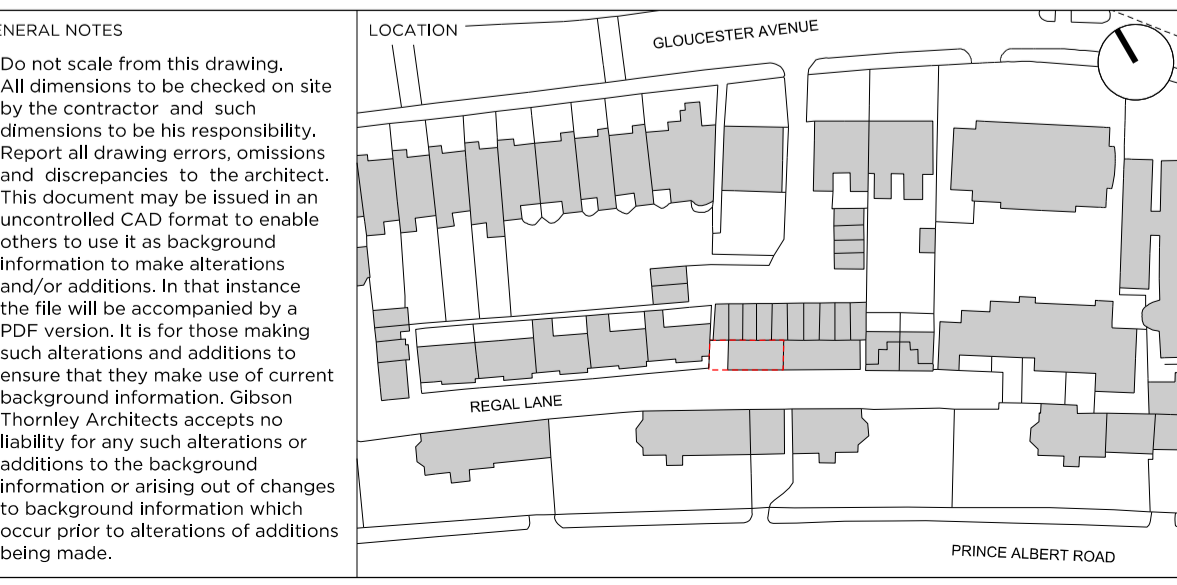 ENERAL NOTES
Do not scale from this drawing.
All dimensions to be checked on site
by the contractor and such
dimensions to be his responsibility.
Report all drawing errors, omissions
and discrepancies to the architect.
This document may be issued in an
uncontrolled CAD format to enable
others to use it as background
information to make alterations
and/or additions. In that instance
the file will be accompanied by a
PDF version. It is for those making
such alterations and additions to
ensure that they make use of current
background information. Gibson
Thornley Architects accepts no
liability for any such alterations or
additions to the background
information or arising out of changes
to background information which
occur prior to alterations of additions
being made.
LOCATION
GLOUCESTER AVENUE
REGAL LANE
PRINCE ALBERT ROAD